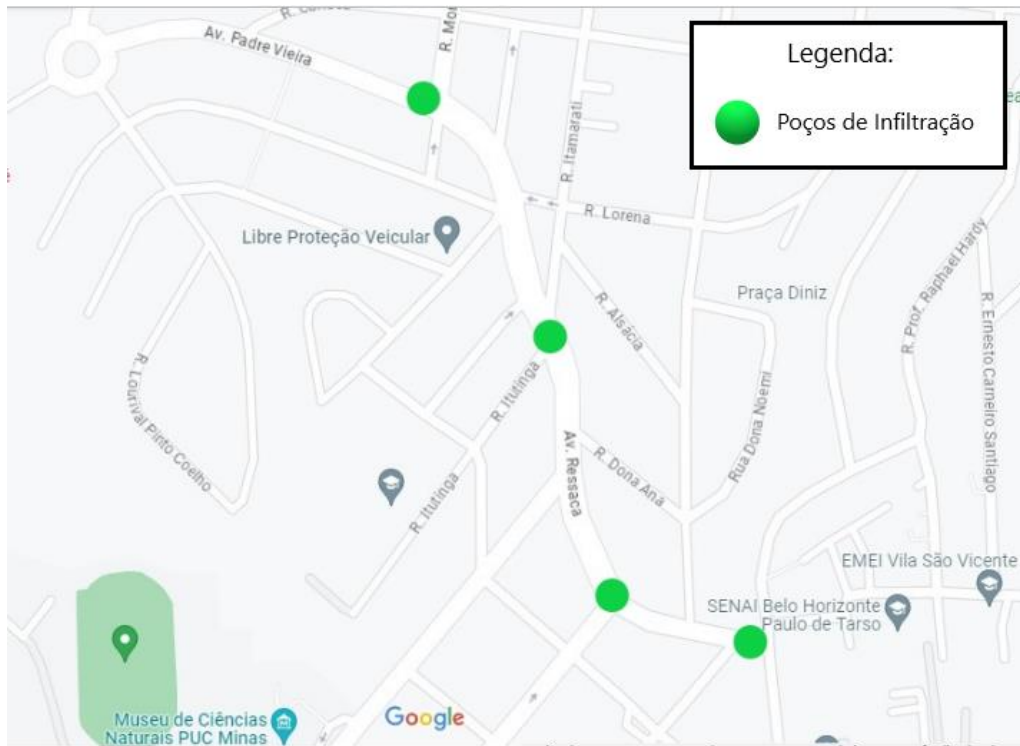 Av. Padre Vieira
Legenda:
Poços de Infiltração
R. Itamarati
R. Lorena
Libre Proteção Veicular
R. Prof. Raphael Hardy
Praça Diniz
R. Alsácia
R. Ernesto Carneiro Santiago
R. Lourival Pinto Coelho
R. Itutinga
Rua Dona Noemi
Av. Ressaca
R. Dona Ana
R. Itutinga
EMEI Vila São Vicente
SENAI Belo Horizonte
Paulo de Tarso
Museu de Ciências
Naturais PUC Minas
Google